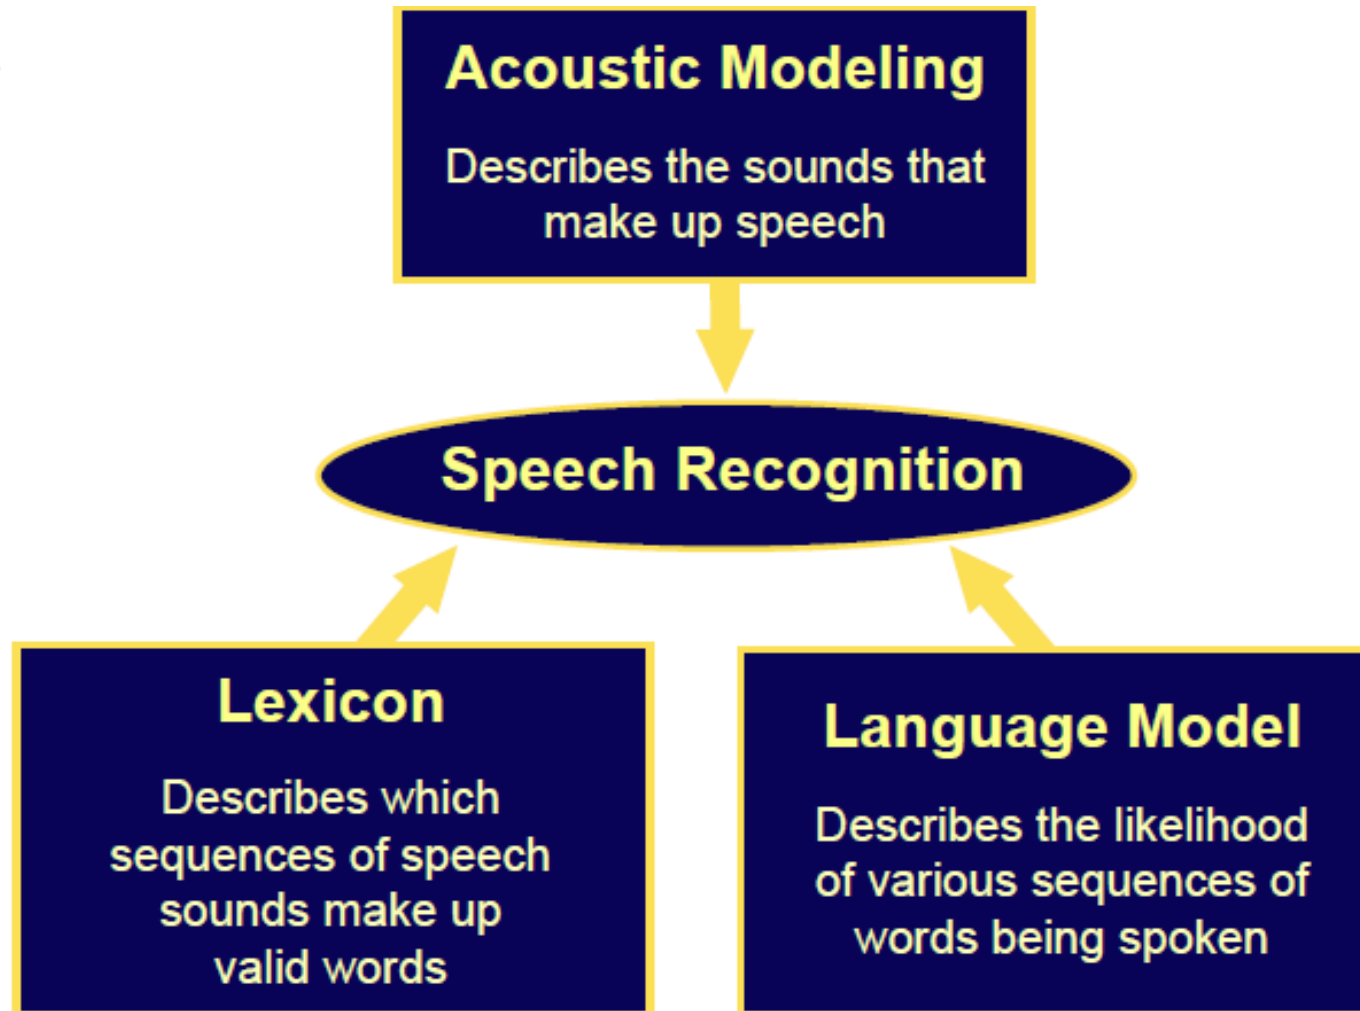 Acoustic Modeling
Describes the sounds that
make up speech
Speech Recognition
Lexicon
Describes which
sequences of speech
sounds make up
valid words
Language Model
Describes the likelihood
of various sequences of
words being spoken